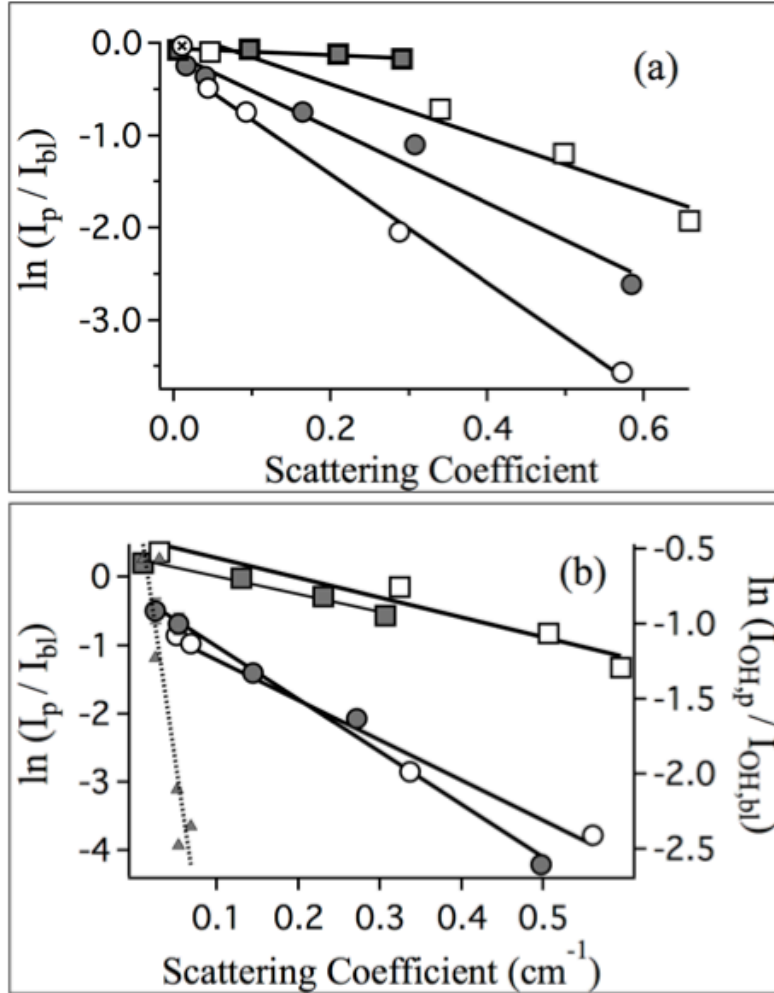 (a)
ln (I_p / I_bl)
0.0
-1.0
-2.0
-3.0
0.0 0.2 0.4 0.6
Scattering Coefficient
(b)
ln (I_p / I_bl)
0
-1
-2
-3
-4
-0.5
-1.0
-1.5
-2.0
-2.5
ln (I_OH,p / I_OH,bl)
0.1 0.2 0.3 0.4 0.5
Scattering Coefficient (cm⁻¹)